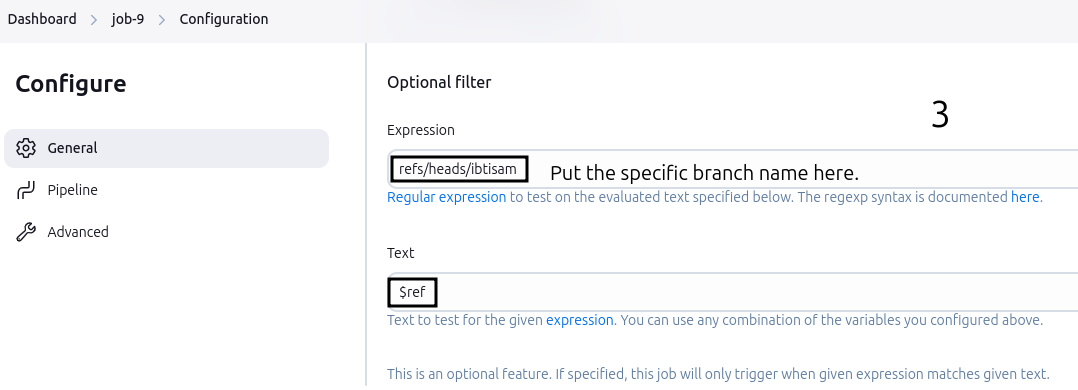 Dashboard > job-9 > Configuration
Configure
General
Pipeline
Advanced
Optional filter
3
Expression
refs/heads/ibtisam Put the specific branch name here.
Regular expression to test on the evaluated text specified below. The regexp syntax is documented here.
Text
$ref
Text to test for the given expression. You can use any combination of the variables you configured above.
This is an optional feature. If specified, this job will only trigger when given expression matches given text.